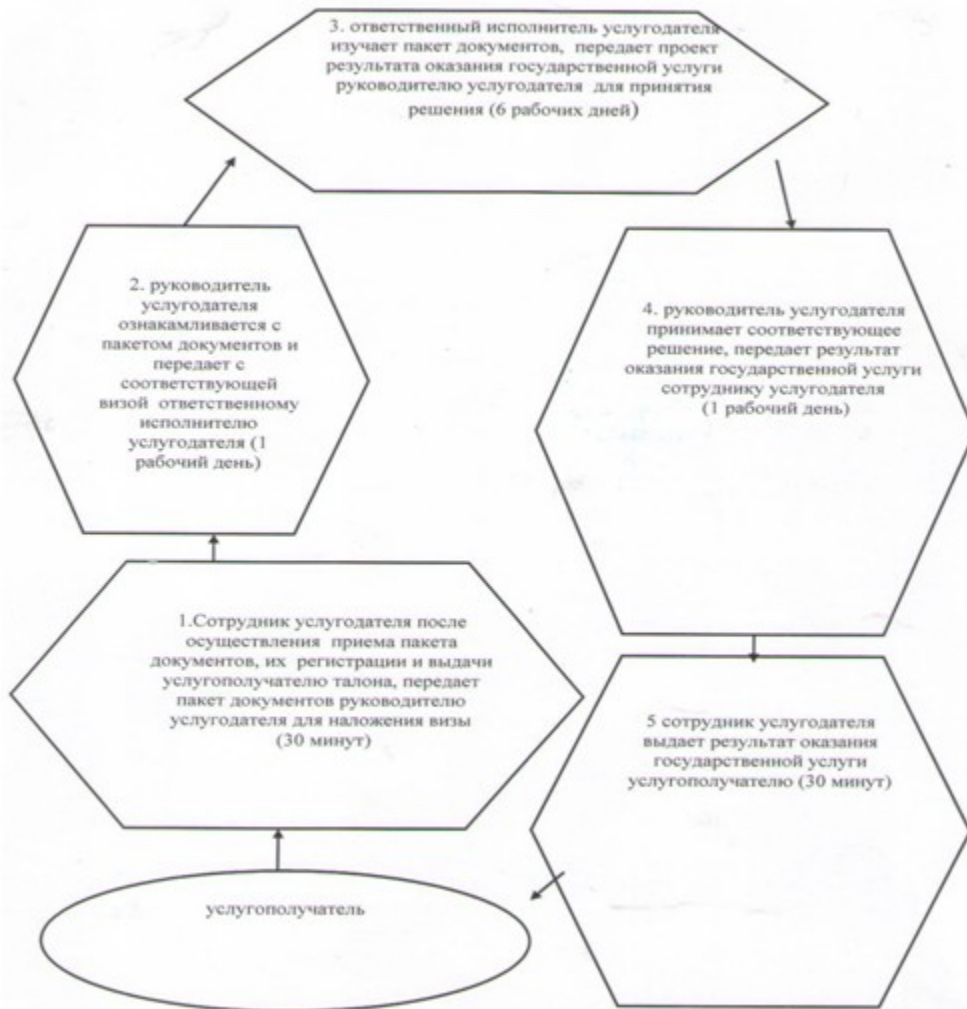 3. ответственный исполнитель услугодателя
изучает пакет документов, передает проект
результата оказания государственной услуги
руководителю услугодателя для принятия
решения (6 рабочих дней)
2. руководитель
услугодателя
ознакамливается с
пакетом документов и
передает с
соответствующей
визой ответственному
исполнителю
услугодателя (1
рабочий день)
4. руководитель услугодателя
принимает соответствующее
решение, передает результат
оказания государственной услуги
сотруднику услугодателя
(1 рабочий день)
1.Сотрудник услугодателя после
осуществления приема пакета
документов, их регистрации и выдачи
услугополучателю талона, передает
пакет документов руководителю
услугодателя для наложения визы
(30 минут)
5 сотрудник услугодателя
выдает результат оказания
государственной услуги
услугополучателю (30 минут)
услугополучатель